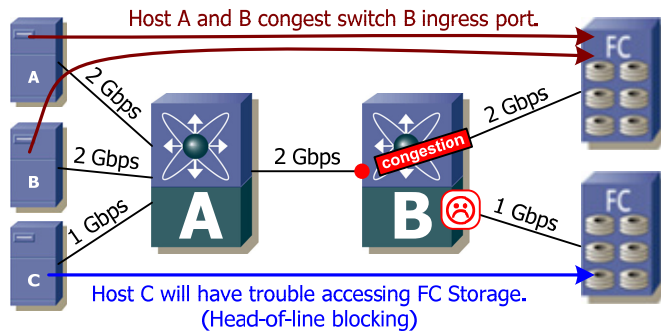 Host A and B congest switch B ingress port.
FC
A
2 Gbps
2 Gbps
B
2 Gbps
2 Gbps
congestion
A
B
1 Gbps
1 Gbps
FC
C
Host C will have trouble accessing FC Storage.
(Head-of-line blocking)